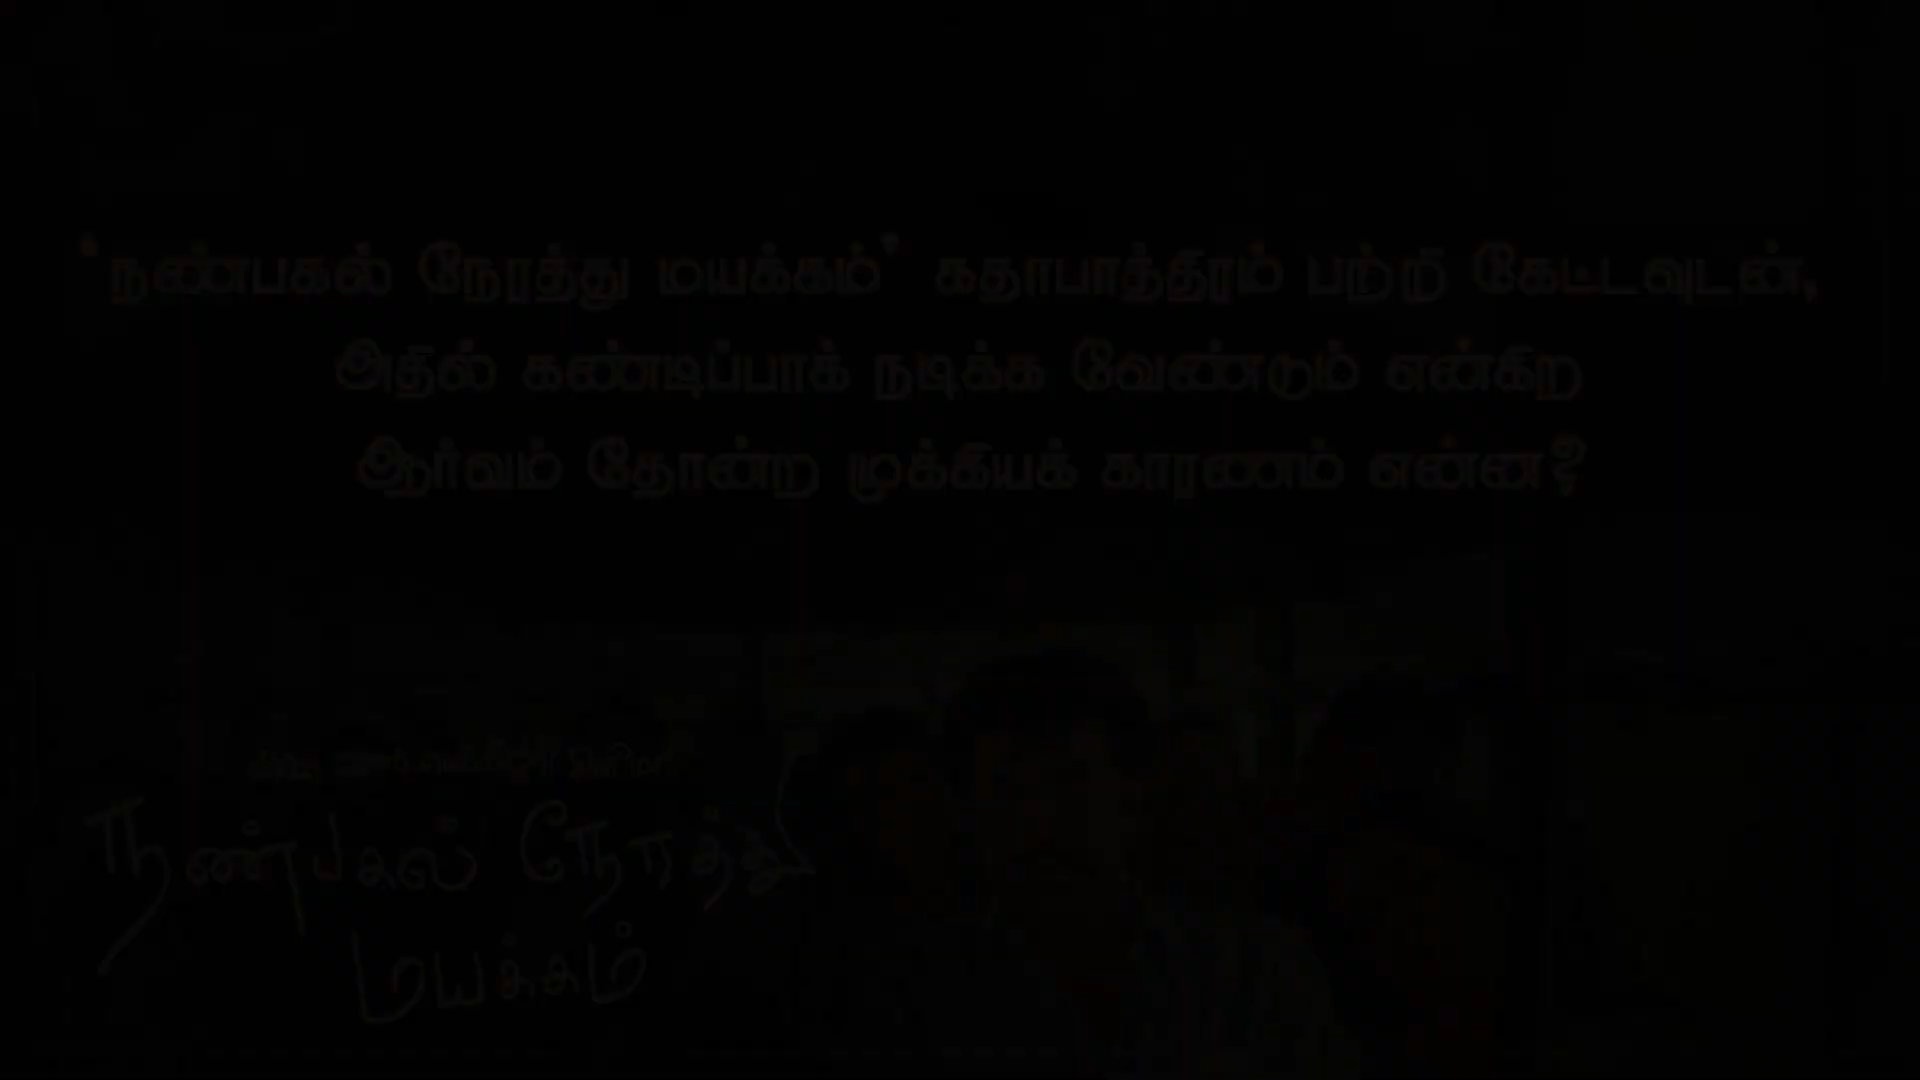 ‘நண்பகல் நேரத்து மயக்கம்’ கதாபாத்திரம் பற்றி கேட்டவுடன்,
அதில் கண்டிப்பாக் நடிக்க வேண்டும் என்கிற
ஆர்வம் தோன்ற முக்கியக் காரணம் என்ன?
நண்பகல் நேரத்து
மயக்கம்